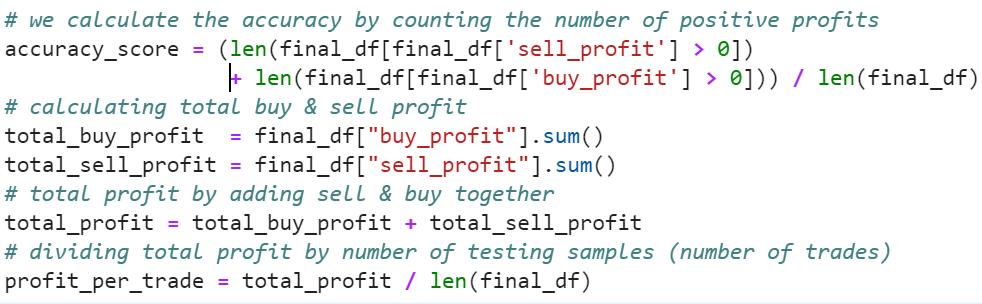 # we calculate the accuracy by counting the number of positive profits
accuracy_score = (len(final_df[final_df['sell_profit'] > 0])
+ len(final_df[final_df['buy_profit'] > 0])) / len(final_df)
# calculating total buy & sell profit
total_buy_profit  = final_df["buy_profit"].sum()
total_sell_profit = final_df["sell_profit"].sum()
# total profit by adding sell & buy together
total_profit = total_buy_profit + total_sell_profit
# dividing total profit by number of testing samples (number of trades)
profit_per_trade = total_profit / len(final_df)